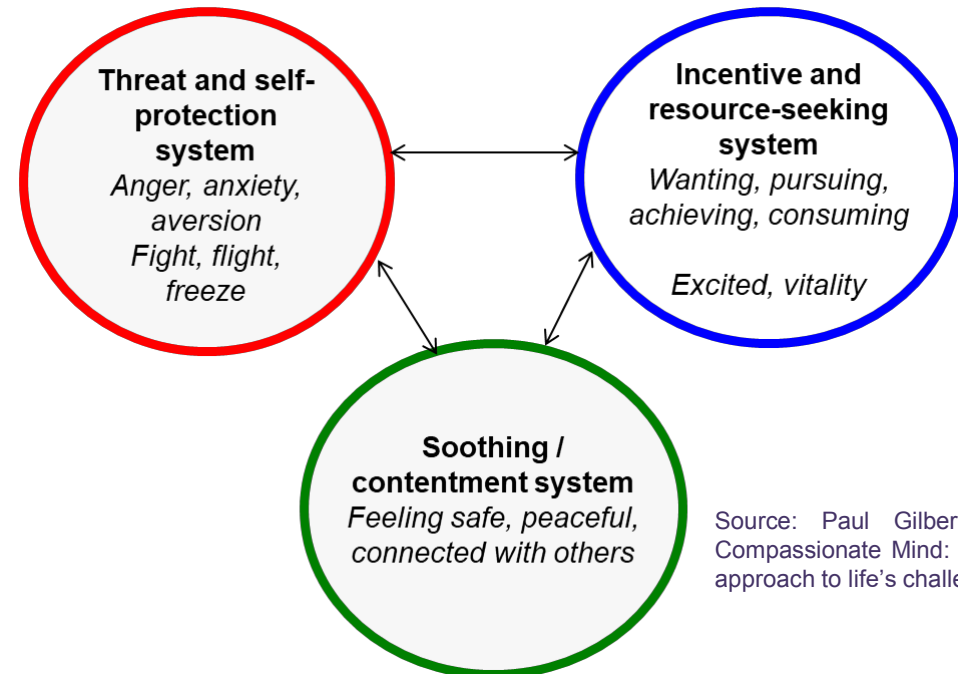 Threat and self-
protection
system
Anger, anxiety,
aversion
Fight, flight,
freeze
Incentive and
resource-seeking
system
Wanting, pursuing,
achieving, consuming
Excited, vitality
Soothing /
contentment system
Feeling safe, peaceful,
connected with others
Source: Paul Gilber
Compassionate Mind:
approach to life’s challe